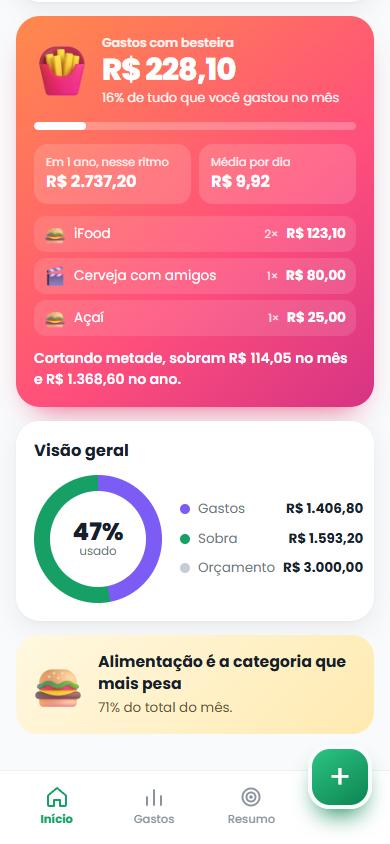 Gastos com besteira
R$ 228,10
16% de tudo que você gastou no mês
Em 1 ano, nesse ritmo
R$ 2.737,20
Média por dia
R$ 9,92
iFood 2× R$ 123,10
Cerveja com amigos 1× R$ 80,00
Açaí 1× R$ 25,00
Cortando metade, sobram R$ 114,05 no mês
e R$ 1.368,60 no ano.
Visão geral
47%
usado
Gastos R$ 1.406,80
Sobra R$ 1.593,20
Orçamento R$ 3.000,00
Alimentação é a categoria que
mais pesa
71% do total do mês.
+
Início
Gastos
Resumo